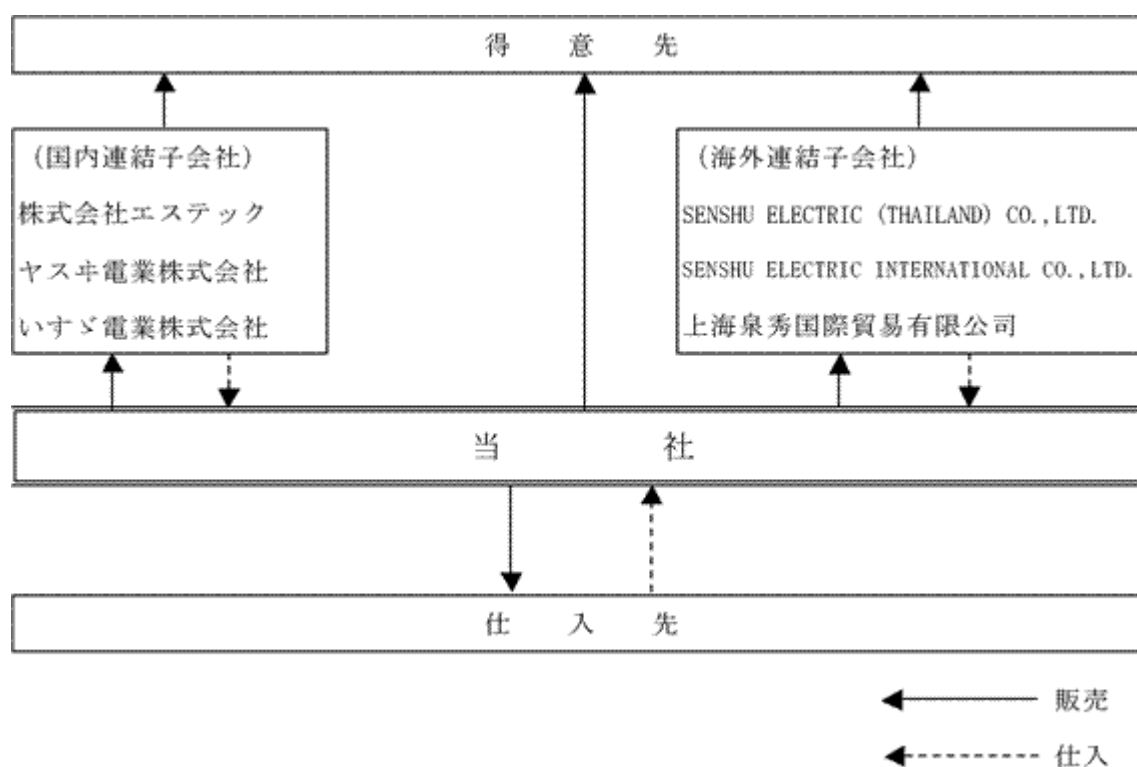 得意先
(国内連結子会社)
株式会社エステック
ヤスヰ電業株式会社
いすゞ電業株式会社
(海外連結子会社)
SENSHU ELECTRIC (THAILAND) CO.,LTD.
SENSHU ELECTRIC INTERNATIONAL CO.,LTD.
上海泉秀国際貿易有限公司
当社
仕入先
販売
仕入